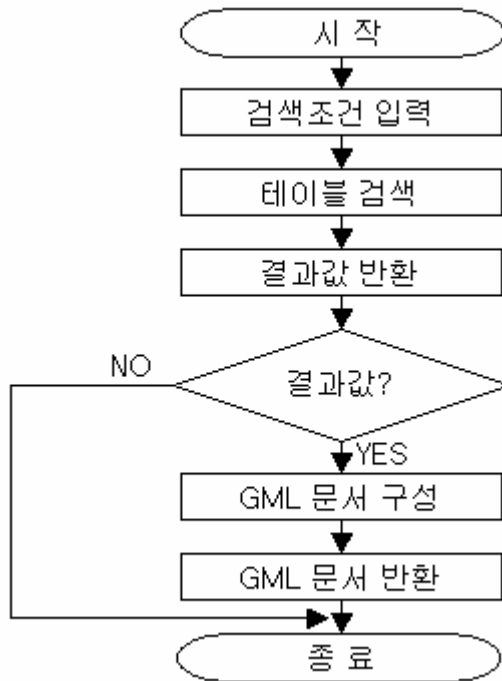 시 작
검색조건 입력
테이블 검색
결과값 반환
NO
결과값?
YES
GML 문서 구성
GML 문서 반환
종 료